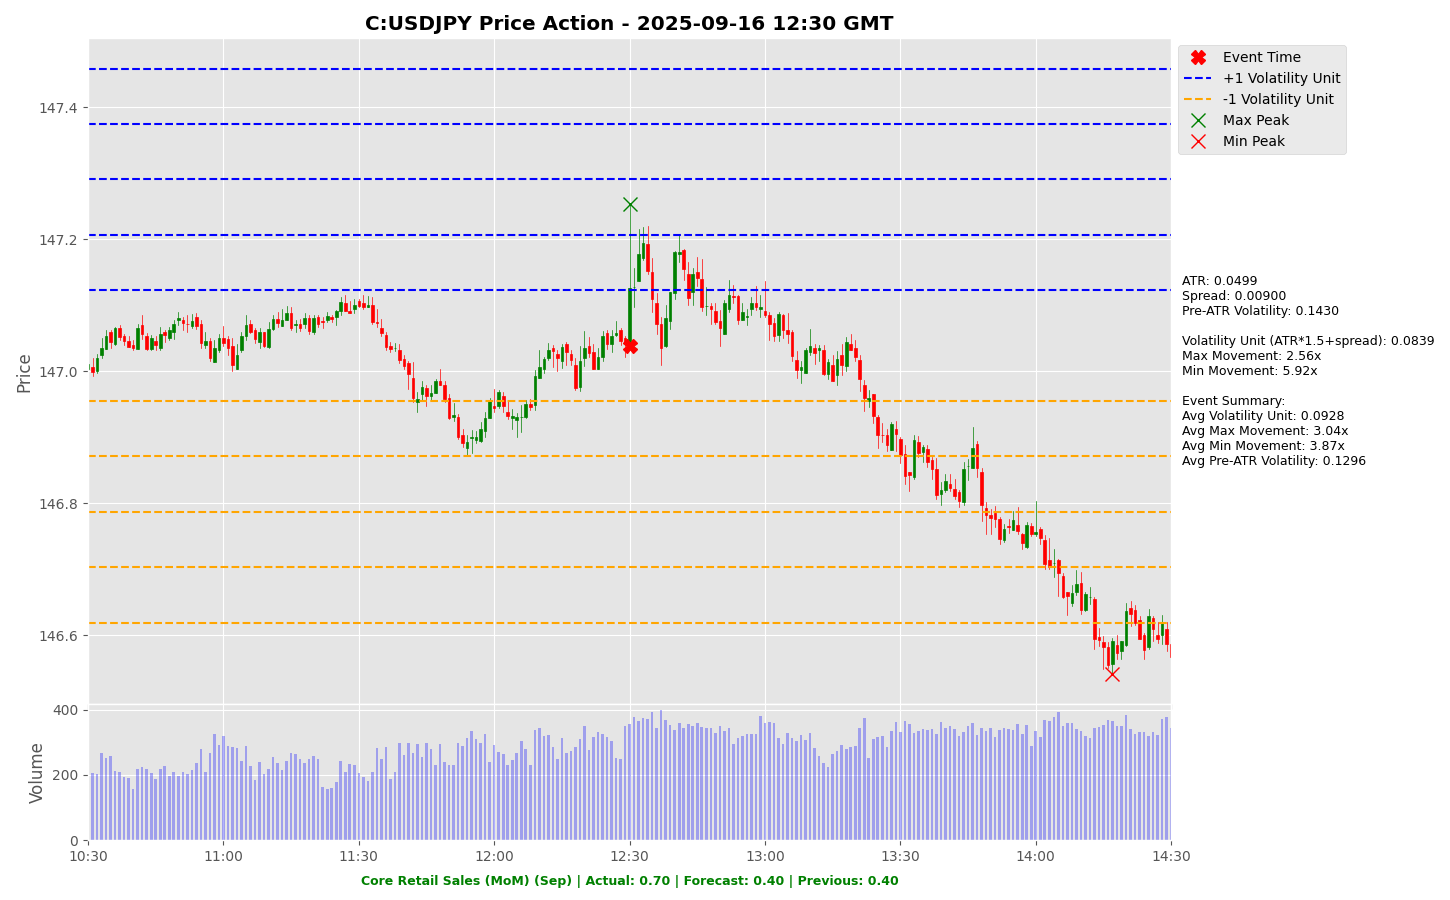 C:USDJPY Price Action - 2025-09-16 12:30 GMT
Event Time
+1 Volatility Unit
-1 Volatility Unit
Max Peak
Min Peak
147.4
147.2
147.0
146.8
146.6
Price
ATR: 0.0499
Spread: 0.00900
Pre-ATR Volatility: 0.1430
Volatility Unit (ATR*1.5+spread): 0.0839
Max Movement: 2.56x
Min Movement: 5.92x
Event Summary:
Avg Volatility Unit: 0.0928
Avg Max Movement: 3.04x
Avg Min Movement: 3.87x
Avg Pre-ATR Volatility: 0.1296
400
200
0
Volume
10:30 11:00 11:30 12:00 12:30 13:00 13:30 14:00 14:30
Core Retail Sales (MoM) (Sep) | Actual: 0.70 | Forecast: 0.40 | Previous: 0.40